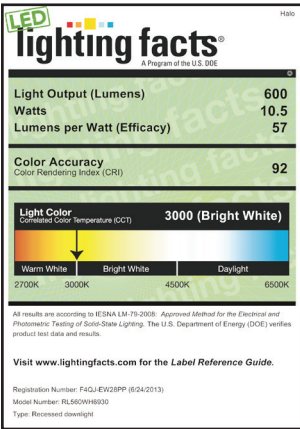 Halo
LED
lighting facts®
A Program of the U.S. DOE
Light Output (Lumens) 600
Watts 10.5
Lumens per Watt (Efficacy) 57
Color Accuracy
Color Rendering Index (CRI) 92
Light Color
Correlated Color Temperature (CCT) 3000 (Bright White)
Warm White Bright White Daylight
2700K 3000K 4500K 6500K
All results are according to IESNA LM-79-2008: Approved Method for the Electrical and
Photometric Testing of Solid-State Lighting. The U.S. Department of Energy (DOE) verifies
product test data and results.
Visit www.lightingfacts.com for the Label Reference Guide.
Registration Number: F4QJ-EW28PP (6/24/2013)
Model Number: RL560WH6930
Type: Recessed downlight